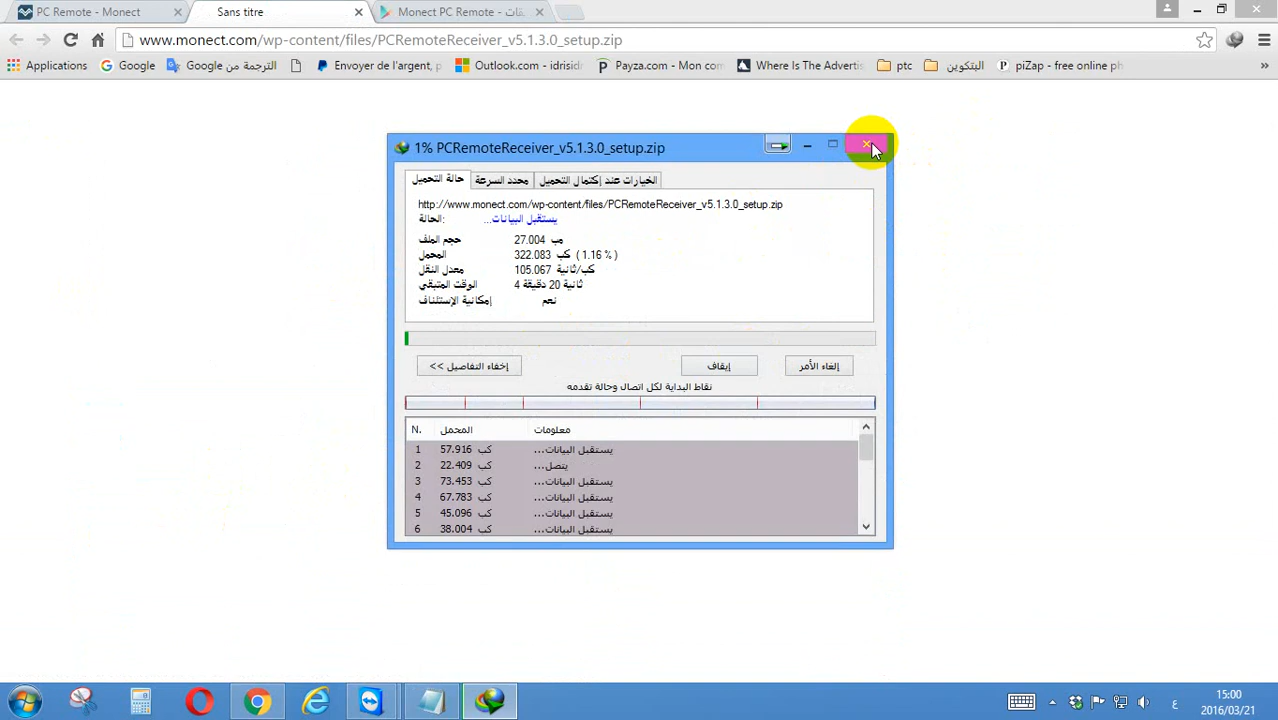 PC Remote - Monect
Sans titre
Monect PC Remote - تطبيقات
www.monect.com/wp-content/files/PCRemoteReceiver_v5.1.3.0_setup.zip
Applications
Google
الترجمة من Google
Envoyer de l'argent, p
Outlook.com - idrisidr
Payza.com - Mon com
Where Is The Advertis
ptc
البتكوين
piZap - free online ph
»
1% PCRemoteReceiver_v5.1.3.0_setup.zip
حالة التحميل
محدد السرعة
الخيارات عند إكتمال التحميل
http://www.monect.com/wp-content/files/PCRemoteReceiver_v5.1.3.0_setup.zip
الحالة: يستقبل البيانات...
حجم الملف 27.004 مب
المحمل 322.083 كب ( 1.16 % )
معدل النقل 105.067 كب/ثانية
الوقت المتبقي 4 دقيقة 20 ثانية
إمكانية الإستئناف نعم
إخفاء التفاصيل >>
إيقاف
إلغاء الأمر
نقاط البداية لكل اتصال وحالة تقدمه
N. المحمل معلومات
1 57.916 كب يستقبل البيانات...
2 22.409 كب يتصل...
3 73.453 كب يستقبل البيانات...
4 67.783 كب يستقبل البيانات...
5 45.096 كب يستقبل البيانات...
6 38.004 كب يستقبل البيانات...
ع
15:00
2016/03/21